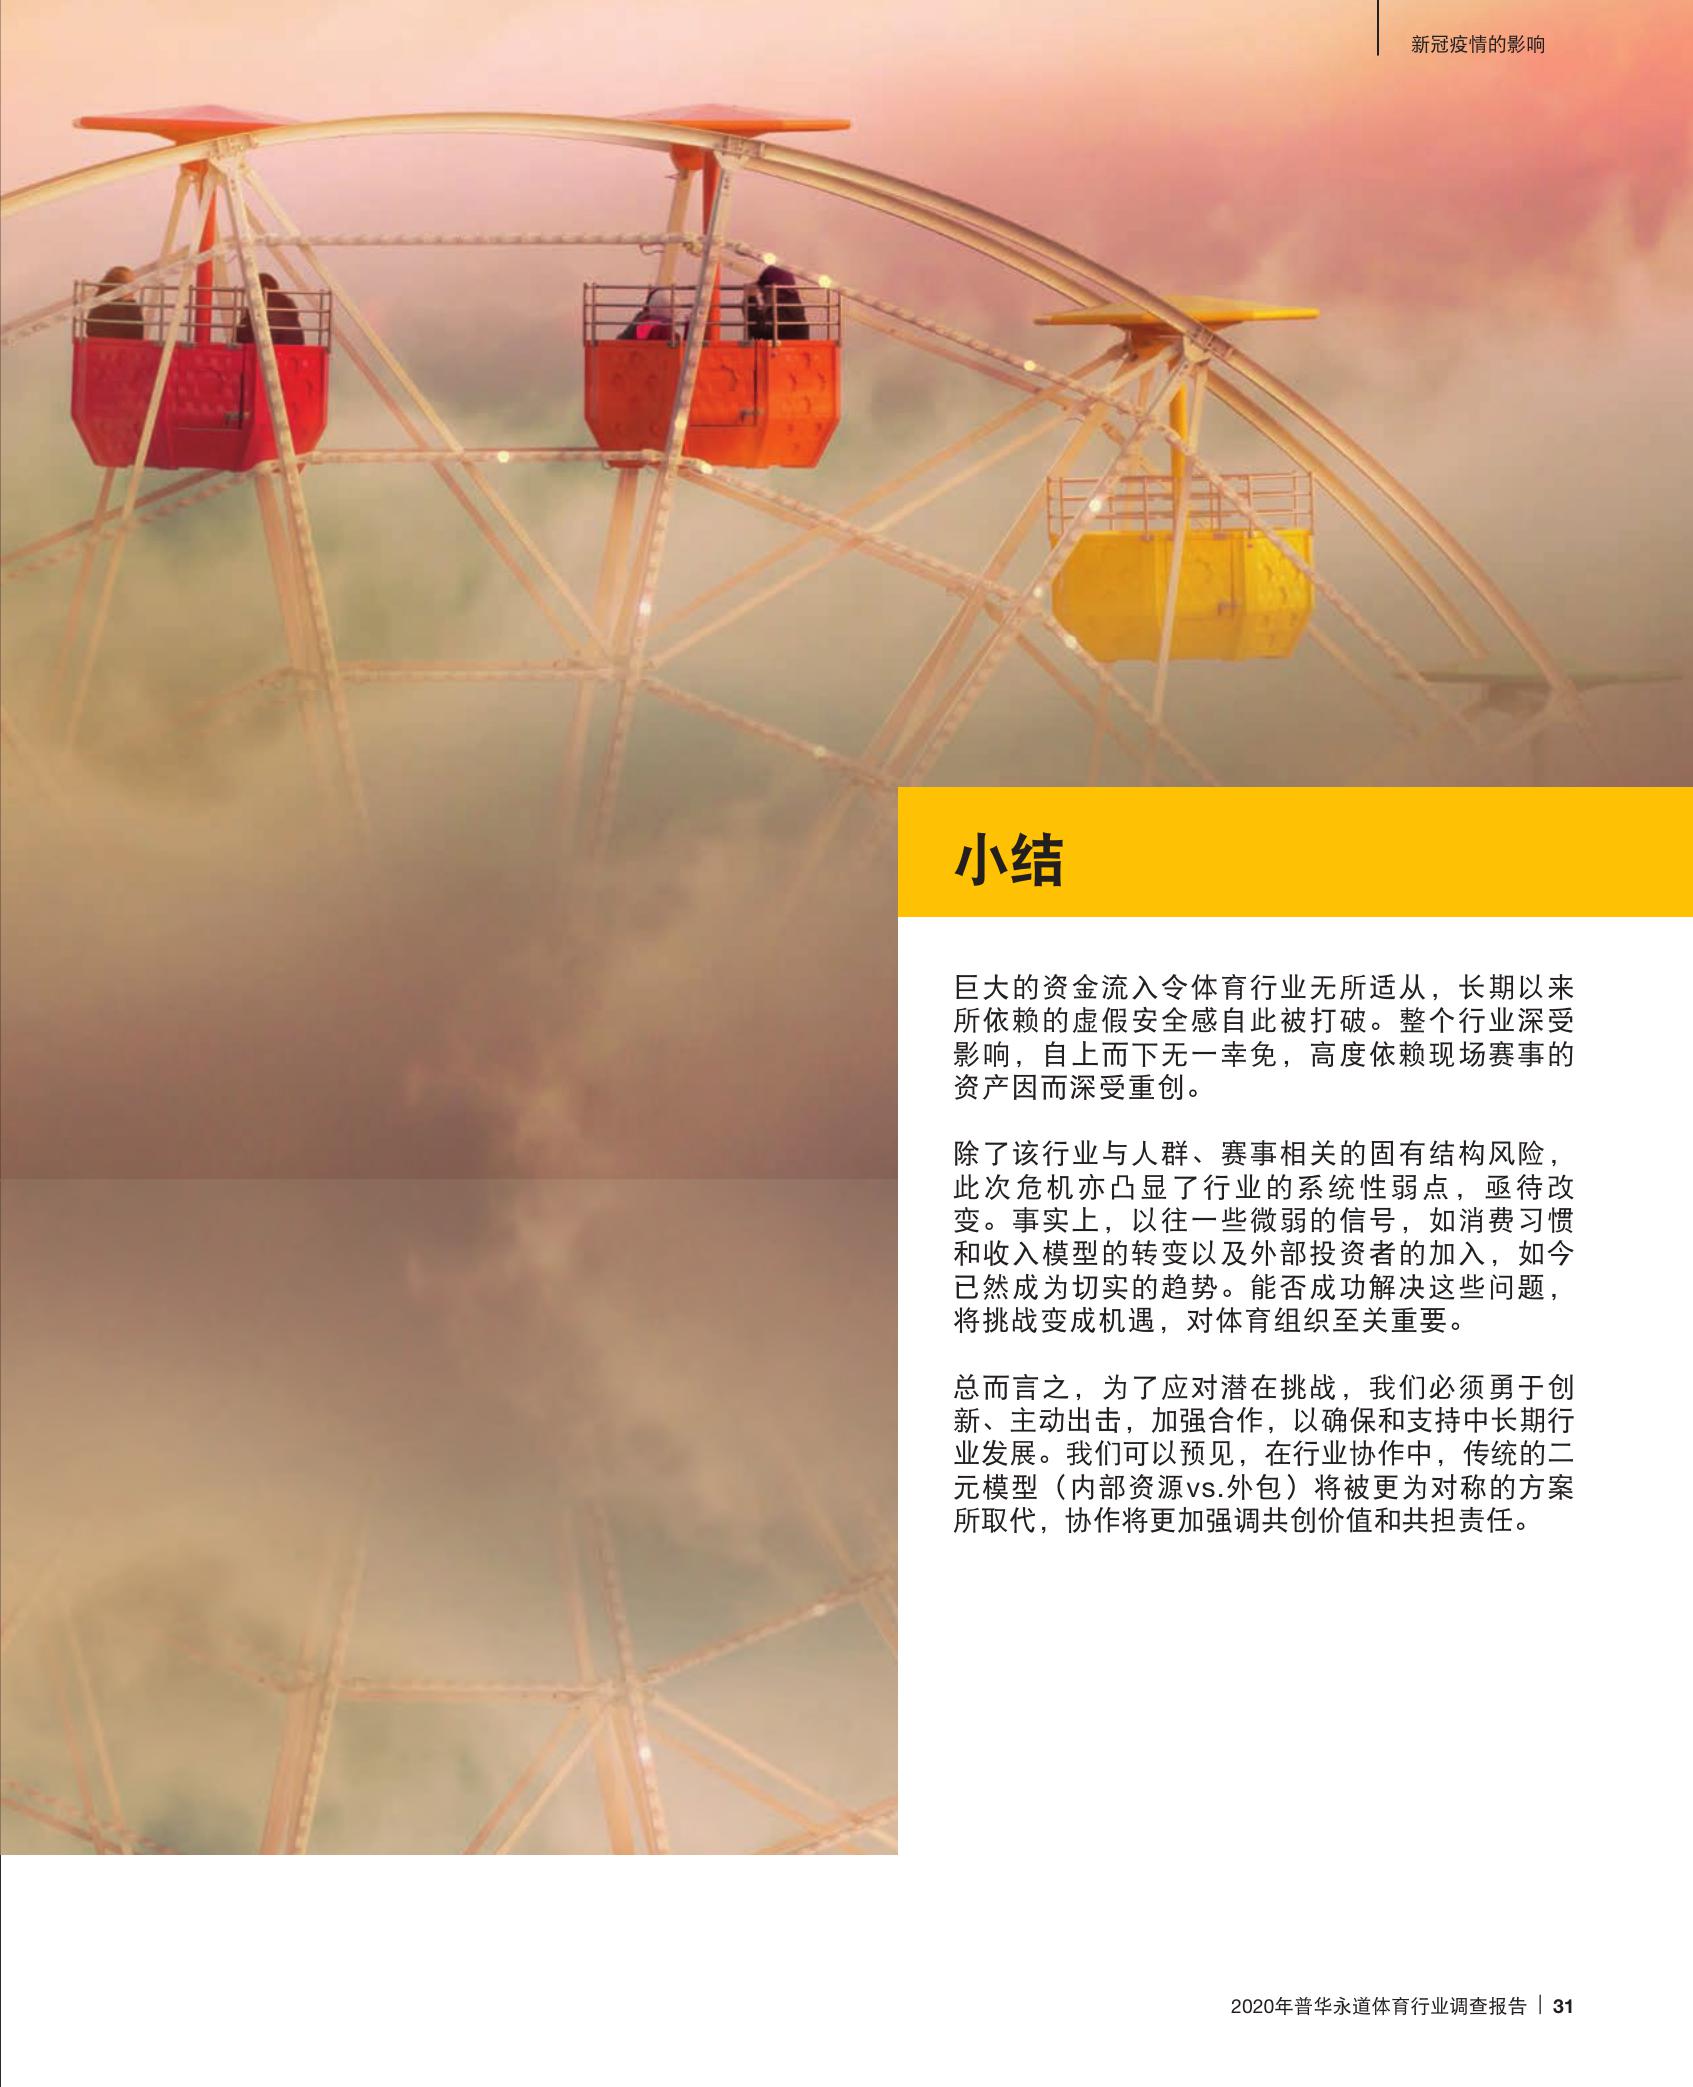 新冠疫情的影响
小结
巨大的资金流入令体育行业无所适从，长期以来
所依赖的虚假安全感自此被打破。整个行业深受
影响，自上而下无一幸免，高度依赖现场赛事的
资产因而深受重创。
除了该行业与人群、赛事相关的固有结构风险，
此次危机亦凸显了行业的系统性弱点，亟待改
变。事实上，以往一些微弱的信号，如消费习惯
和收入模型的转变以及外部投资者的加入，如今
已然成为切实的趋势。能否成功解决这些问题，
将挑战变成机遇，对体育组织至关重要。
总而言之，为了应对潜在挑战，我们必须勇于创
新、主动出击，加强合作，以确保和支持中长期行
业发展。我们可以预见，在行业协作中，传统的二
元模型（内部资源vs.外包）将被更为对称的方案
所取代，协作将更加强调共创价值和共担责任。
2020年普华永道体育行业调查报告 | 31